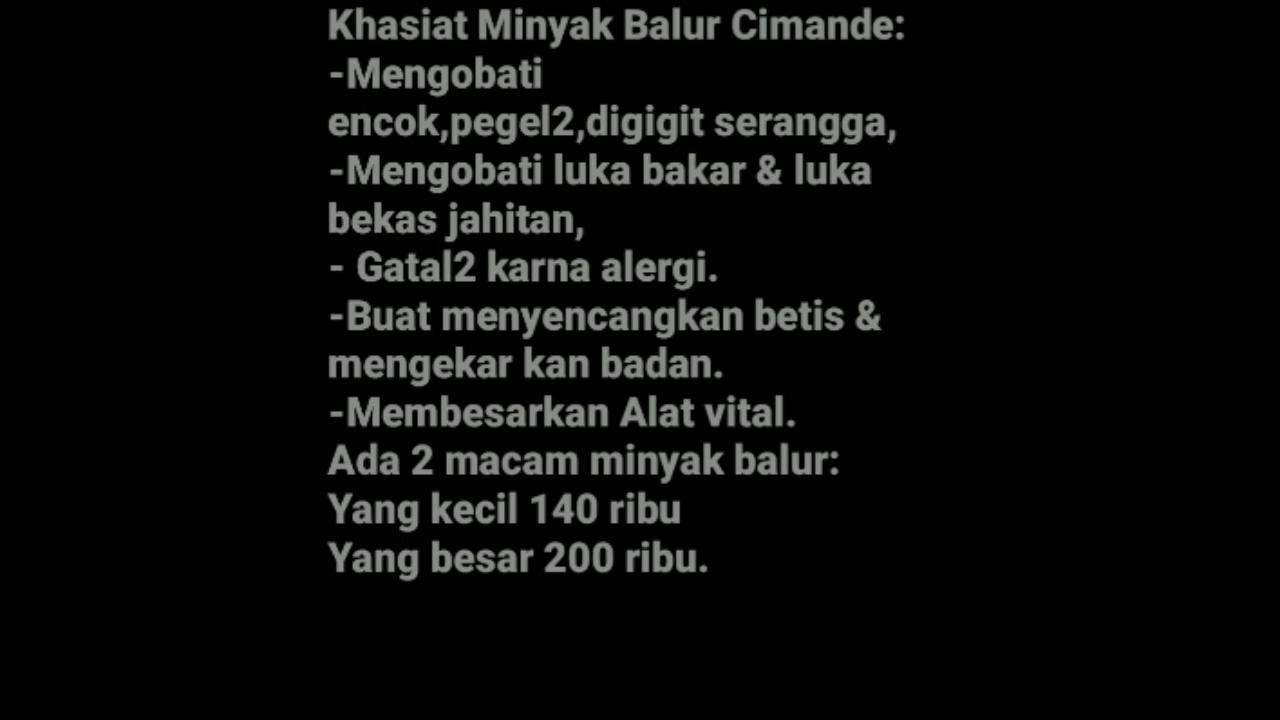 Khasiat Minyak Balur Cimande:
-Mengobati
encok,pegel2,digigit serangga,
-Mengobati luka bakar & luka
bekas jahitan,
- Gatal2 karna alergi.
-Buat menyencangkan betis &
mengekar kan badan.
-Membesarkan Alat vital.
Ada 2 macam minyak balur:
Yang kecil 140 ribu
Yang besar 200 ribu.